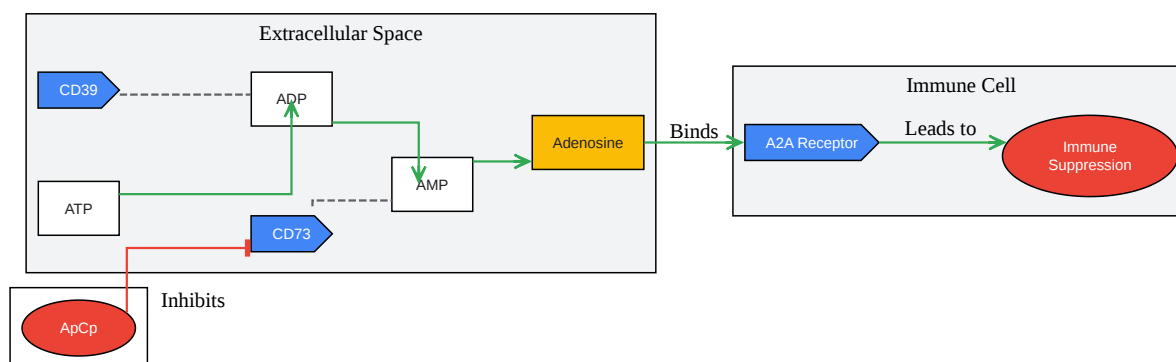 Extracellular Space
CD39
ADP
ATP
AMP
CD73
Adenosine
Binds
Immune Cell
A2A Receptor
Leads to
Immune
Suppression
Inhibits
ApCp